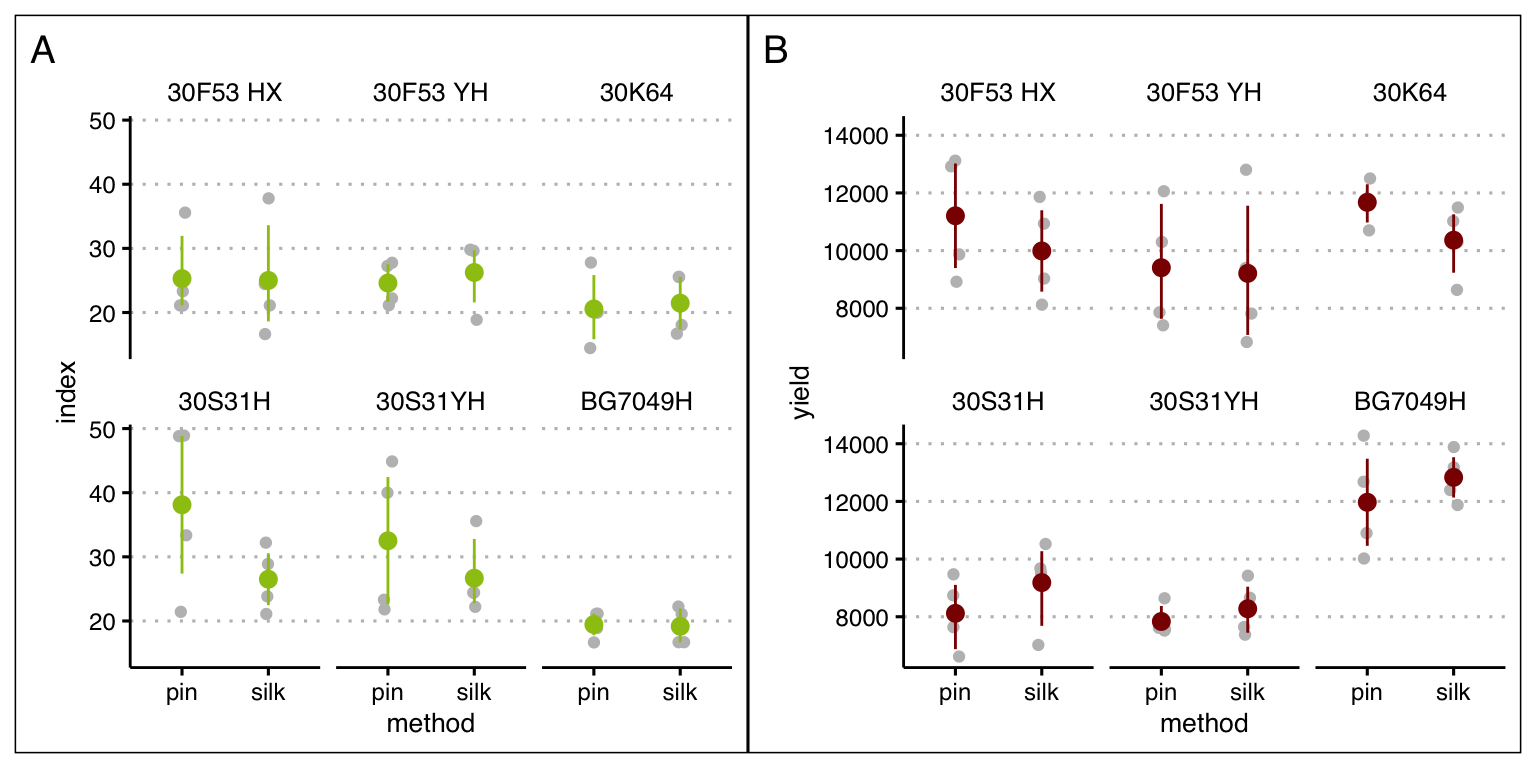 A
30F53 HX 30F53 YH 30K64
50
40
30
20
index
30S31H 30S31YH BG7049H
50
40
30
20
pin silk pin silk pin silk
method
B
30F53 HX 30F53 YH 30K64
14000
12000
10000
8000
yield
30S31H 30S31YH BG7049H
14000
12000
10000
8000
pin silk pin silk pin silk
method